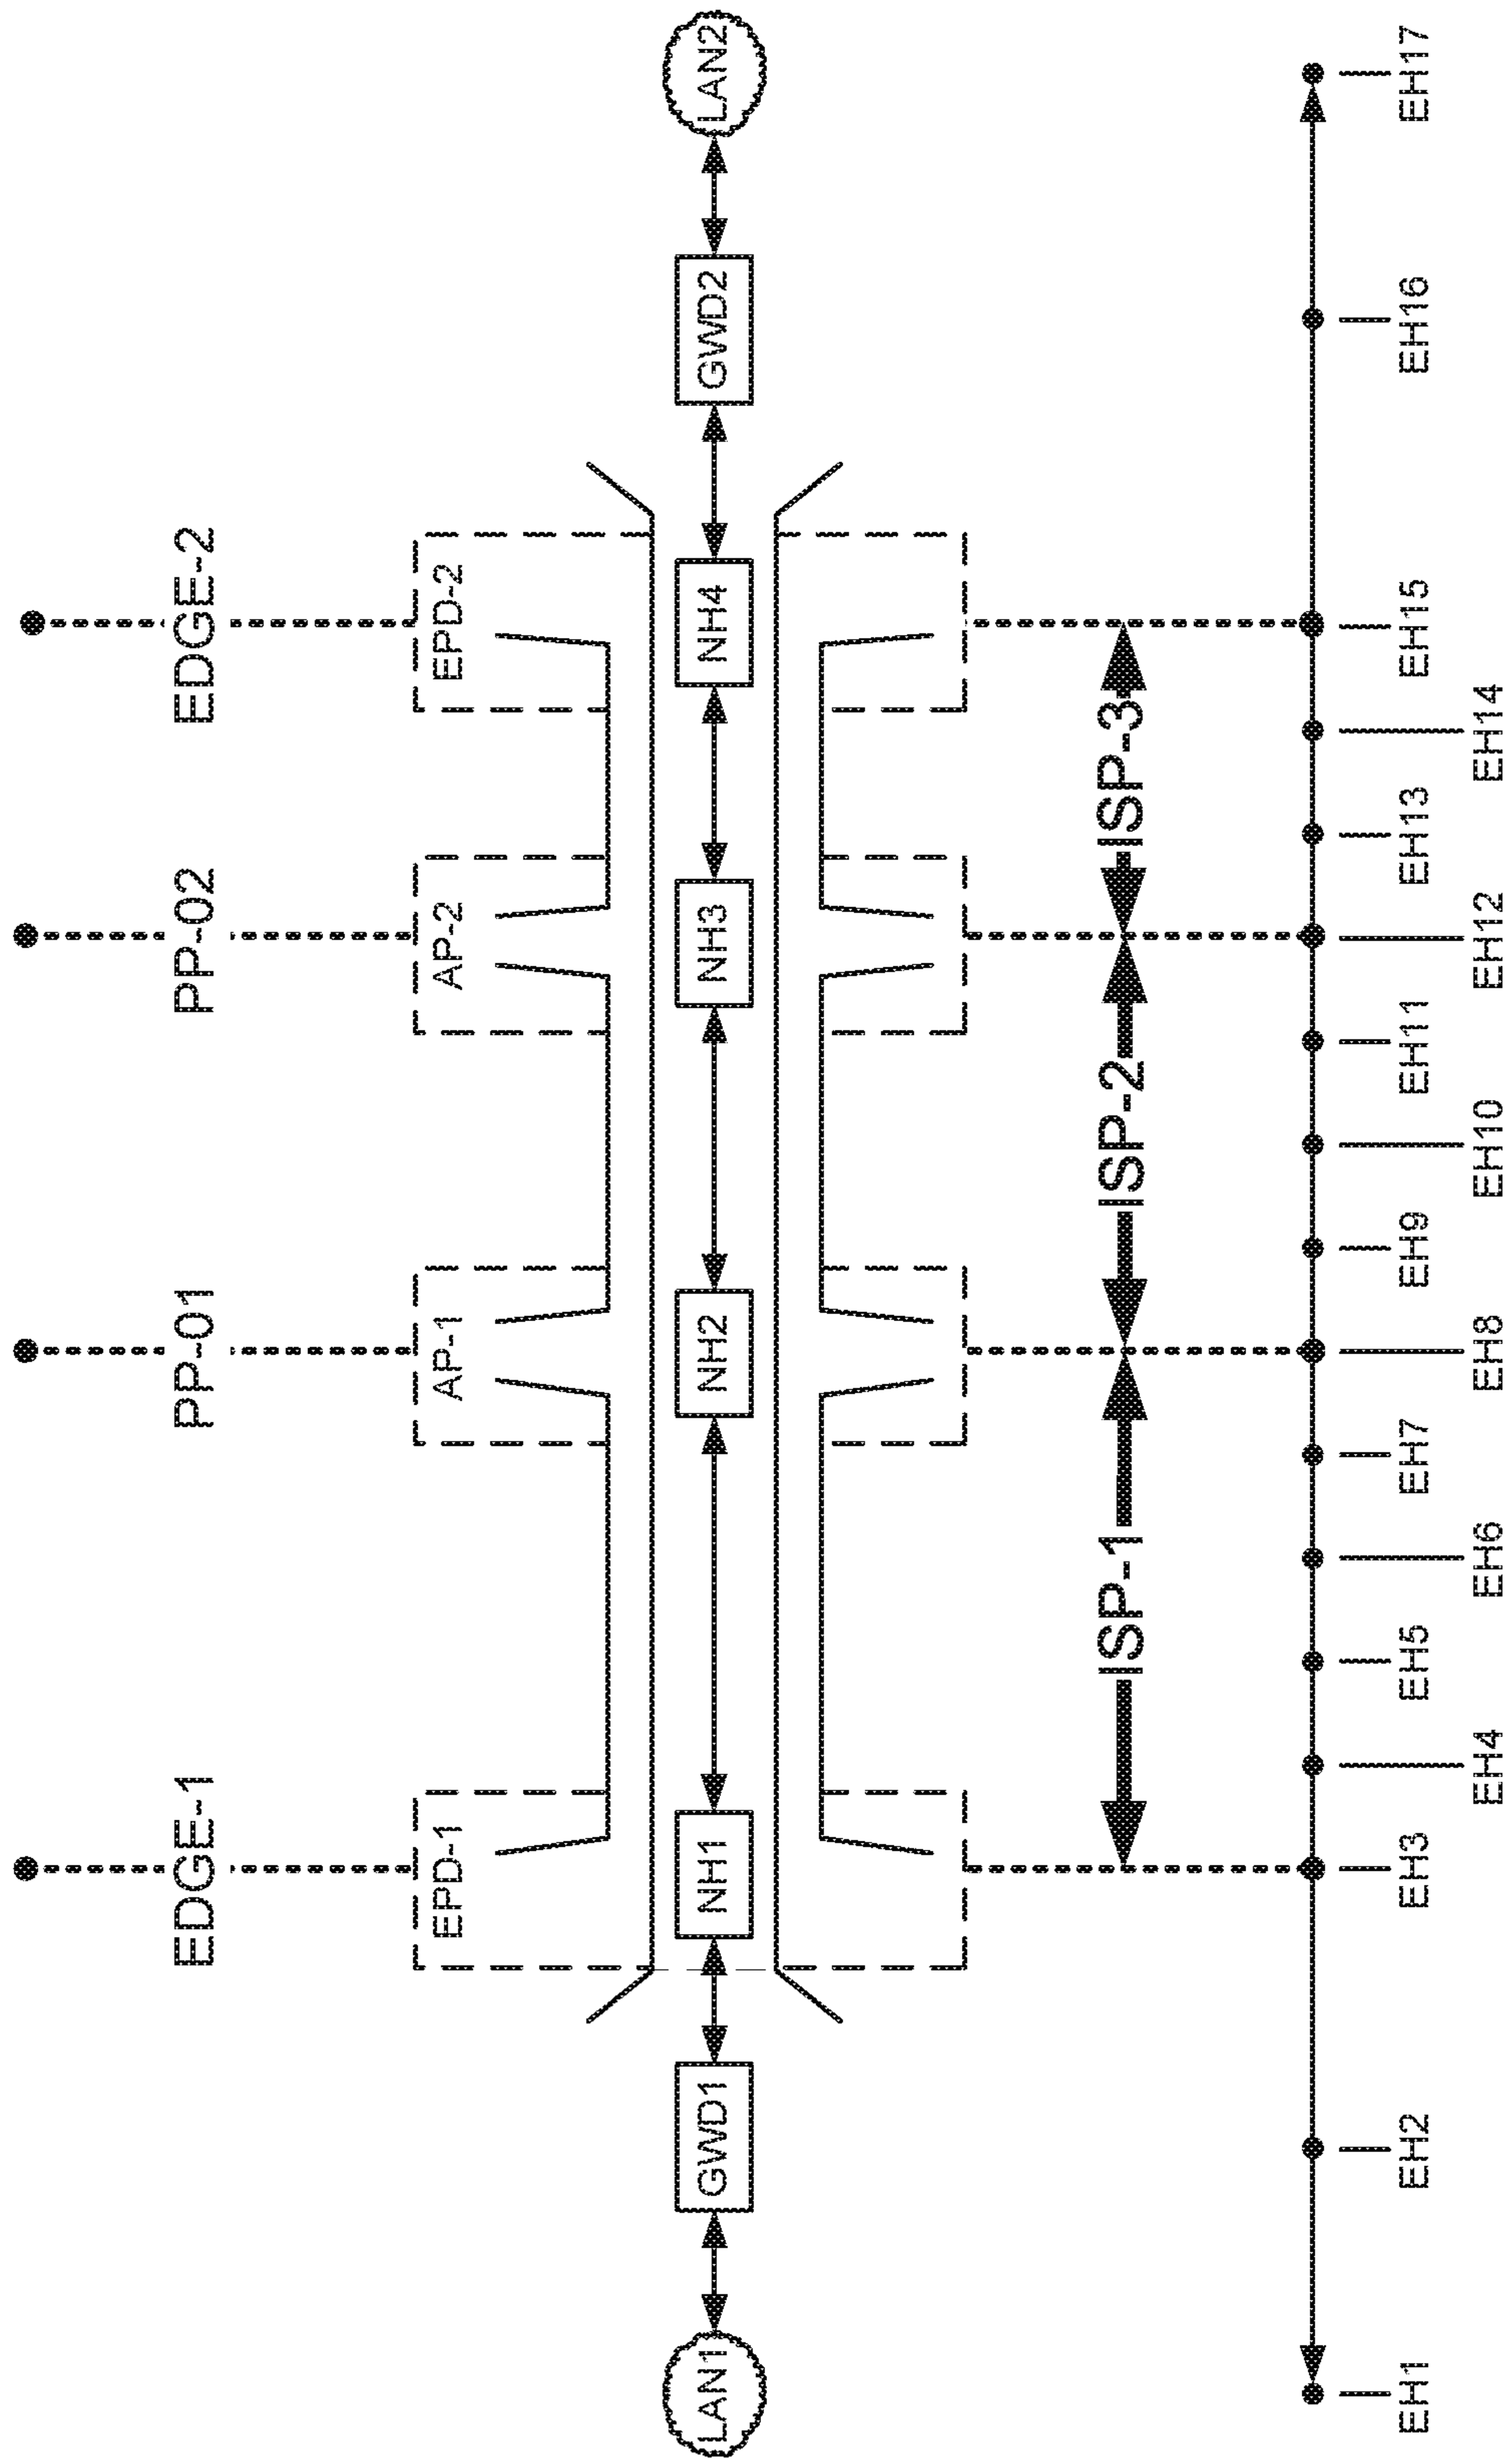 EDGE-1
PP-01
PP-02
EDGE-2
EPD-1
AP-1
AP-2
EPD-2
LAN1
GWD1
NH1
NH2
NH3
NH4
GWD2
LAN2
ISP-1
ISP-2
ISP-3
EH1
EH2
EH3
EH4
EH5
EH6
EH7
EH8
EH9
EH10
EH11
EH12
EH13
EH14
EH15
EH16
EH17